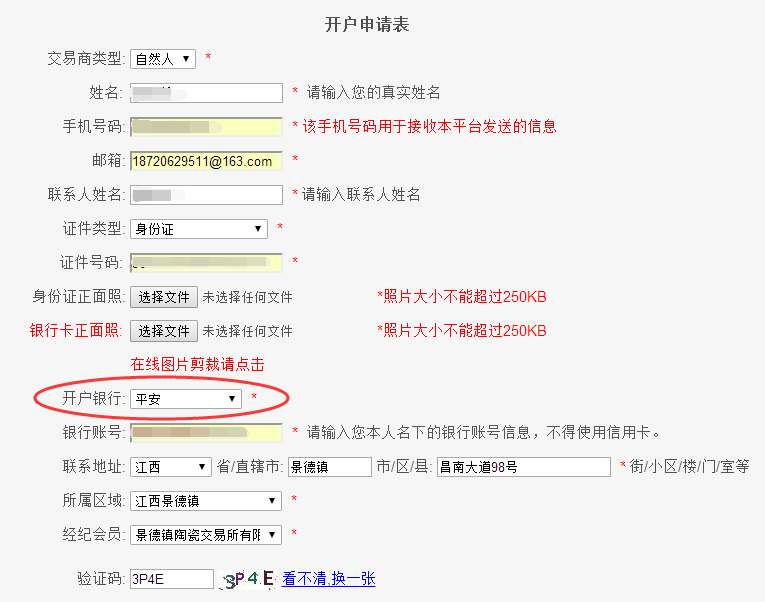 开户申请表
交易商类型: 自然人 *
姓名: * 请输入您的真实姓名
手机号码: * 该手机号码用于接收本平台发送的信息
邮箱: 18720629511@163.com *
联系人姓名: * 请输入联系人姓名
证件类型: 身份证 *
证件号码: *
身份证正面照: 选择文件 未选择任何文件 *照片大小不能超过250KB
银行卡正面照: 选择文件 未选择任何文件 *照片大小不能超过250KB
在线图片剪裁请点击
开户银行: 平安 *
银行账号: * 请输入您本人名下的银行账号信息，不得使用信用卡。
联系地址: 江西 省/直辖市: 景德镇 市/区/县: 昌南大道98号 * 街/小区/楼/门/室等
所属区域: 江西景德镇 *
经纪会员: 景德镇陶瓷交易所有限 *
验证码: 3P4E 3P4E 看不清,换一张